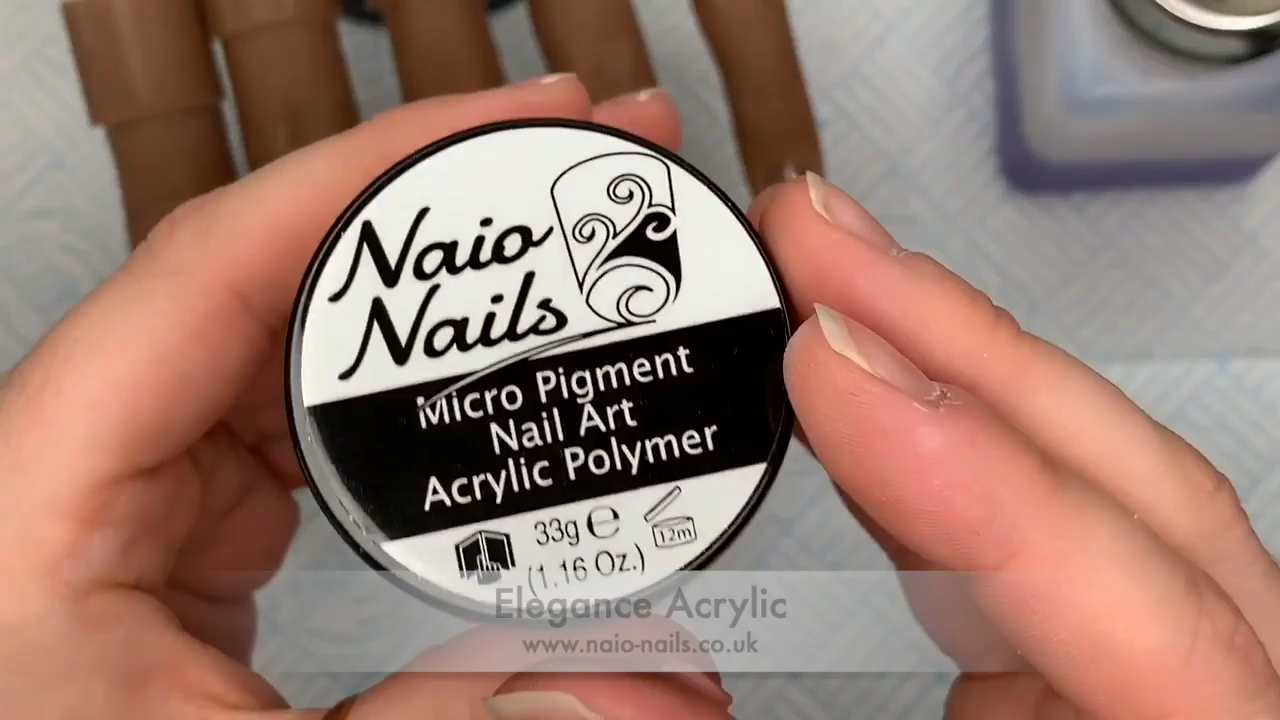 Naio
Nails
Micro Pigment
Nail Art
Acrylic Polymer
33g ℮
12m
(1.16 Oz.)
Elegance Acrylic
www.naio-nails.co.uk